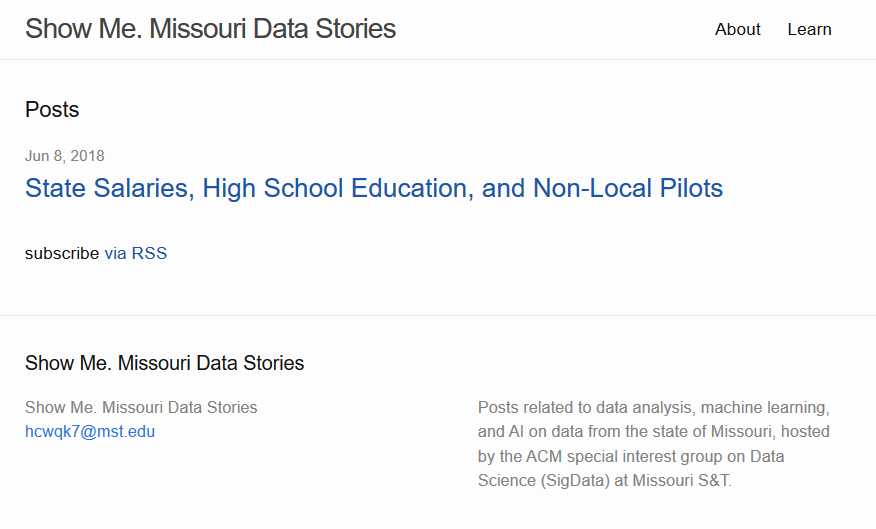 Show Me. Missouri Data Stories
About Learn
Posts
Jun 8, 2018
State Salaries, High School Education, and Non-Local Pilots
subscribe via RSS
Show Me. Missouri Data Stories
Show Me. Missouri Data Stories
hcwqk7@mst.edu
Posts related to data analysis, machine learning,
and AI on data from the state of Missouri, hosted
by the ACM special interest group on Data
Science (SigData) at Missouri S&T.